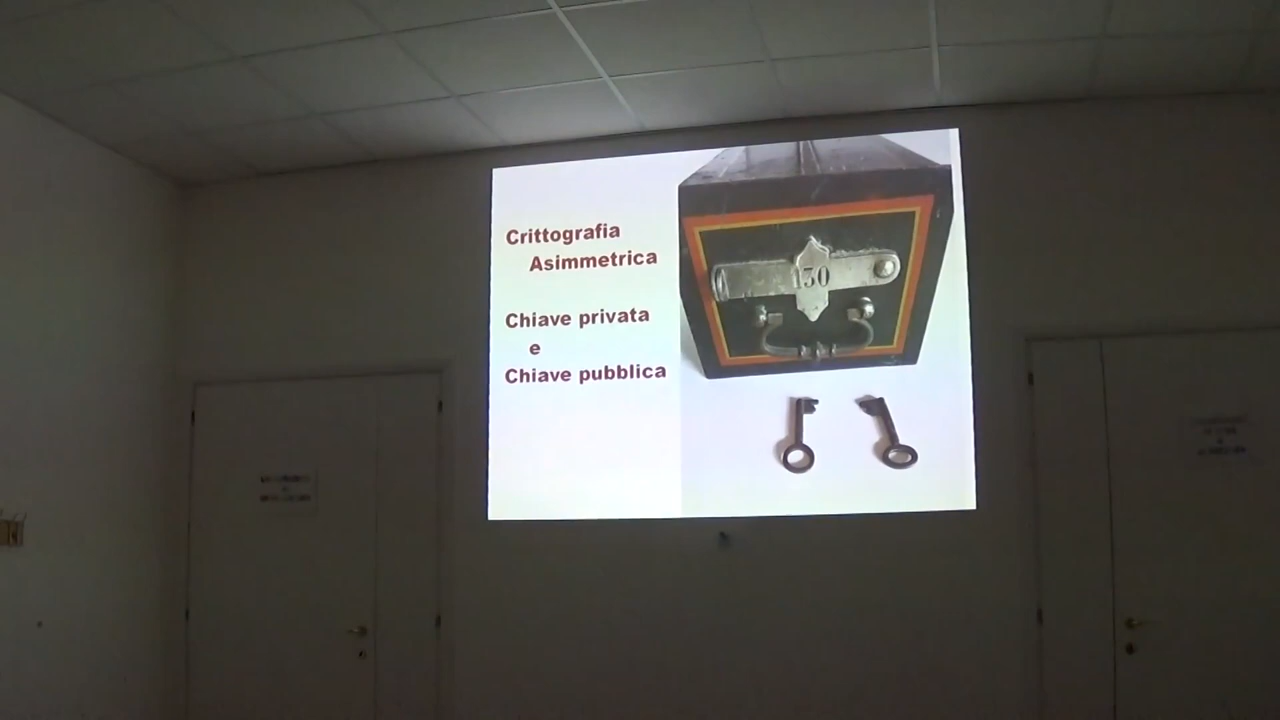 Crittografia
Asimmetrica
Chiave privata
e
Chiave pubblica
130